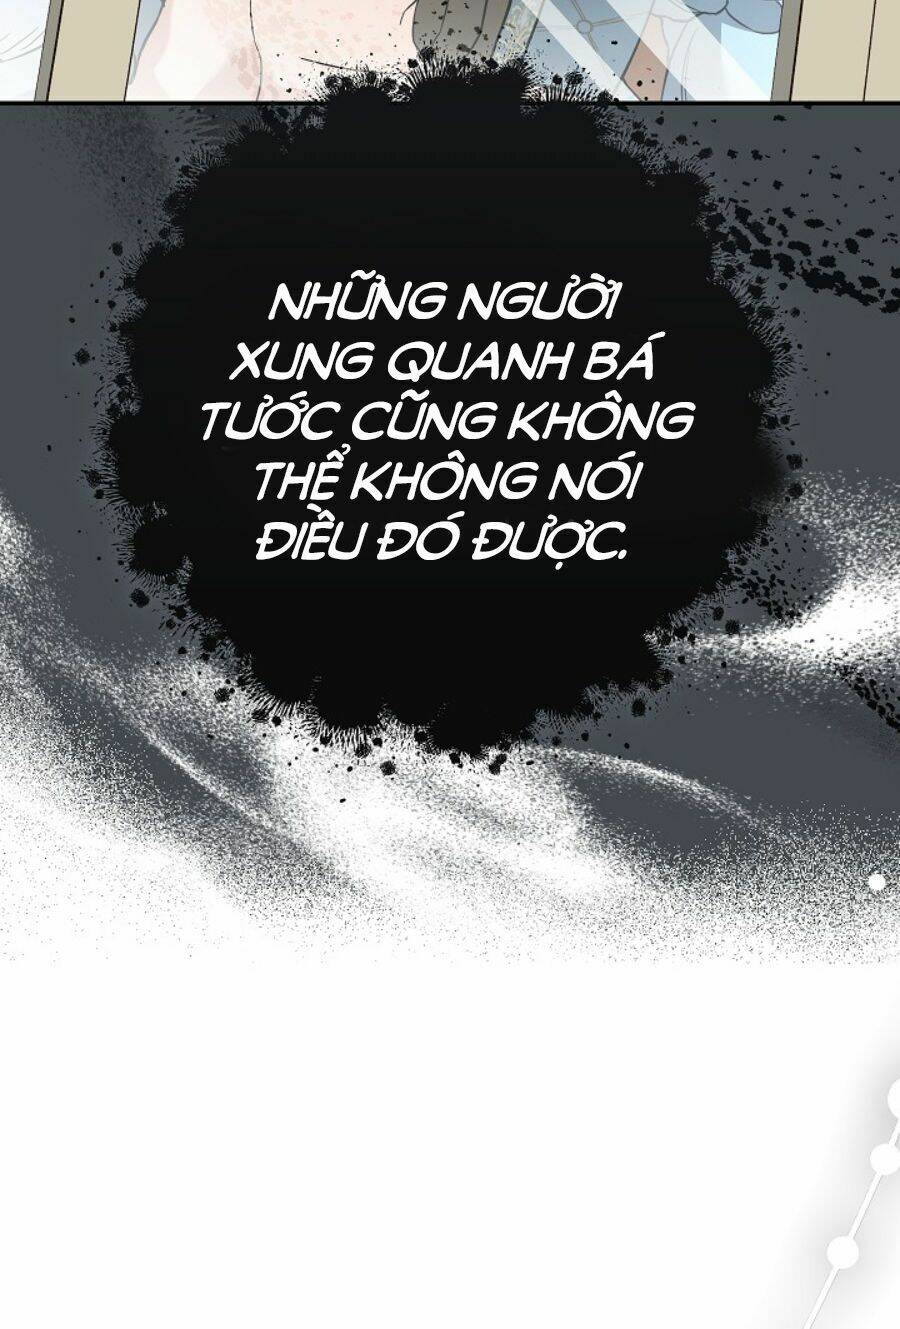 NHỮNG NGƯỜI
XUNG QUANH BÁ
TƯỚC CŨNG KHÔNG
THỂ KHÔNG NÓI
ĐIỀU ĐÓ ĐƯỢC.